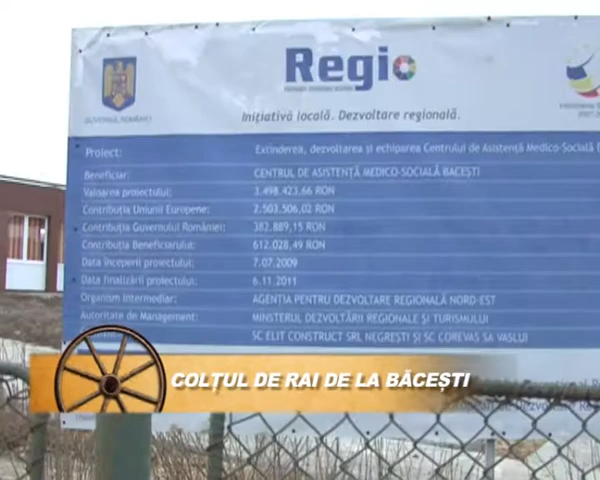 Regio
GUVERNUL ROMÂNIEI
Inițiativă locală. Dezvoltare regională.
Proiect: Extinderea, dezvoltarea și echiparea Centrului de Asistență Medico-Socială
Beneficiar: CENTRUL DE ASISTENȚĂ MEDICO-SOCIALĂ BĂCEȘTI
Valoarea proiectului: 3.498.423,66 RON
Contribuția Uniunii Europene: 2.503.506,02 RON
Contribuția Guvernului României: 382.889,15 RON
Contribuția Beneficiarului: 612.028,49 RON
Data începerii proiectului: 7.07.2009
Data finalizării proiectului: 6.11.2011
Organism Intermediar: AGENȚIA PENTRU DEZVOLTARE REGIONALĂ NORD-EST
Autoritate de Management: MINISTERUL DEZVOLTĂRII REGIONALE ȘI TURISMULUI
SC ELIT CONSTRUCT SRL NEGREȘTI ȘI SC COREVAS SA VASLUI
COLȚUL DE RAI DE LA BĂCEȘTI